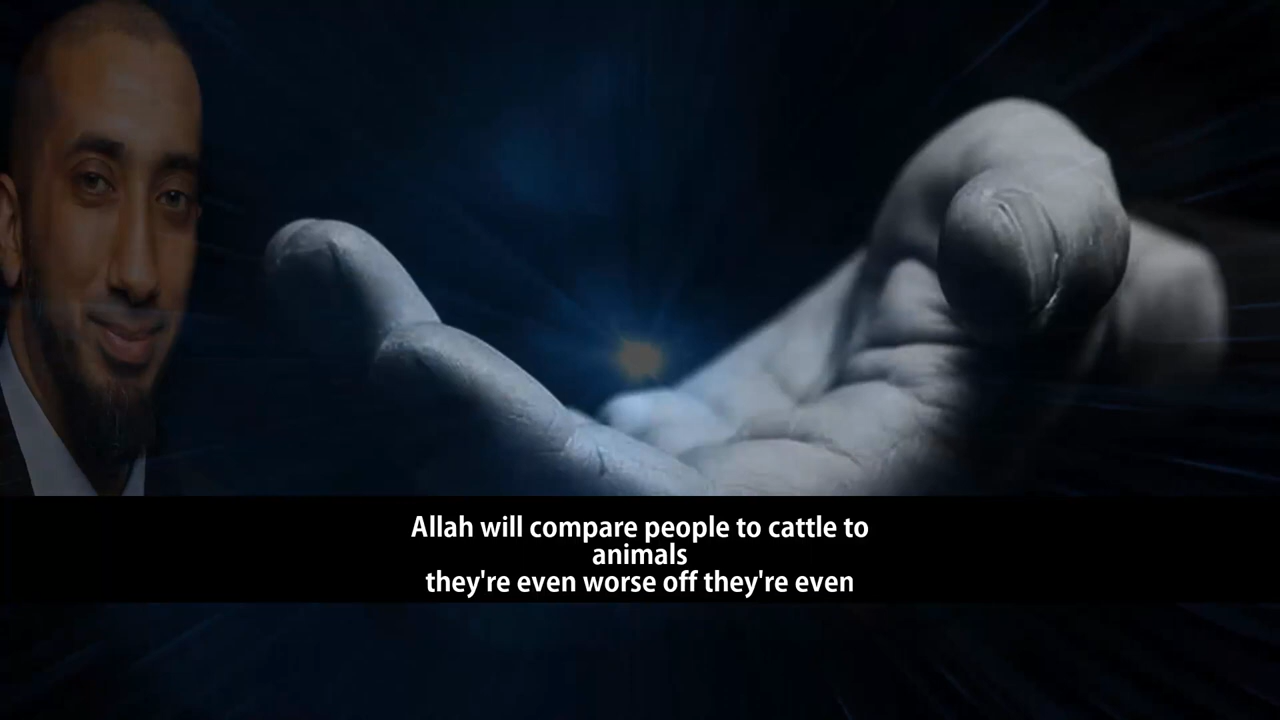 Allah will compare people to cattle to
animals
they're even worse off they're even